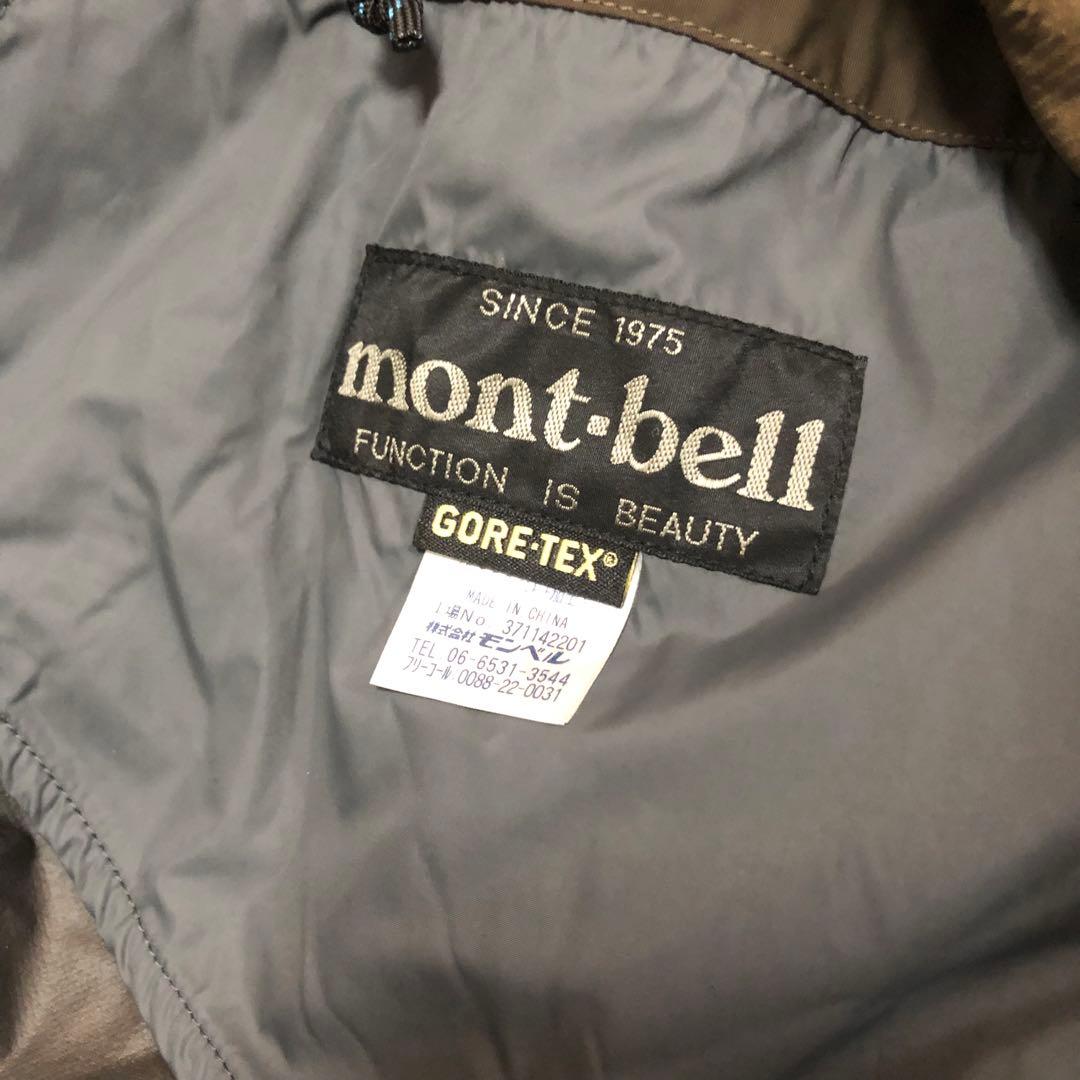 SINCE 1975
mont·bell
FUNCTION IS BEAUTY
GORE-TEX®
MADE IN CHINA
工場No. 371142201
株式会社 モンベル
TEL 06-6531-3544
フリーコール 0088-22-0031